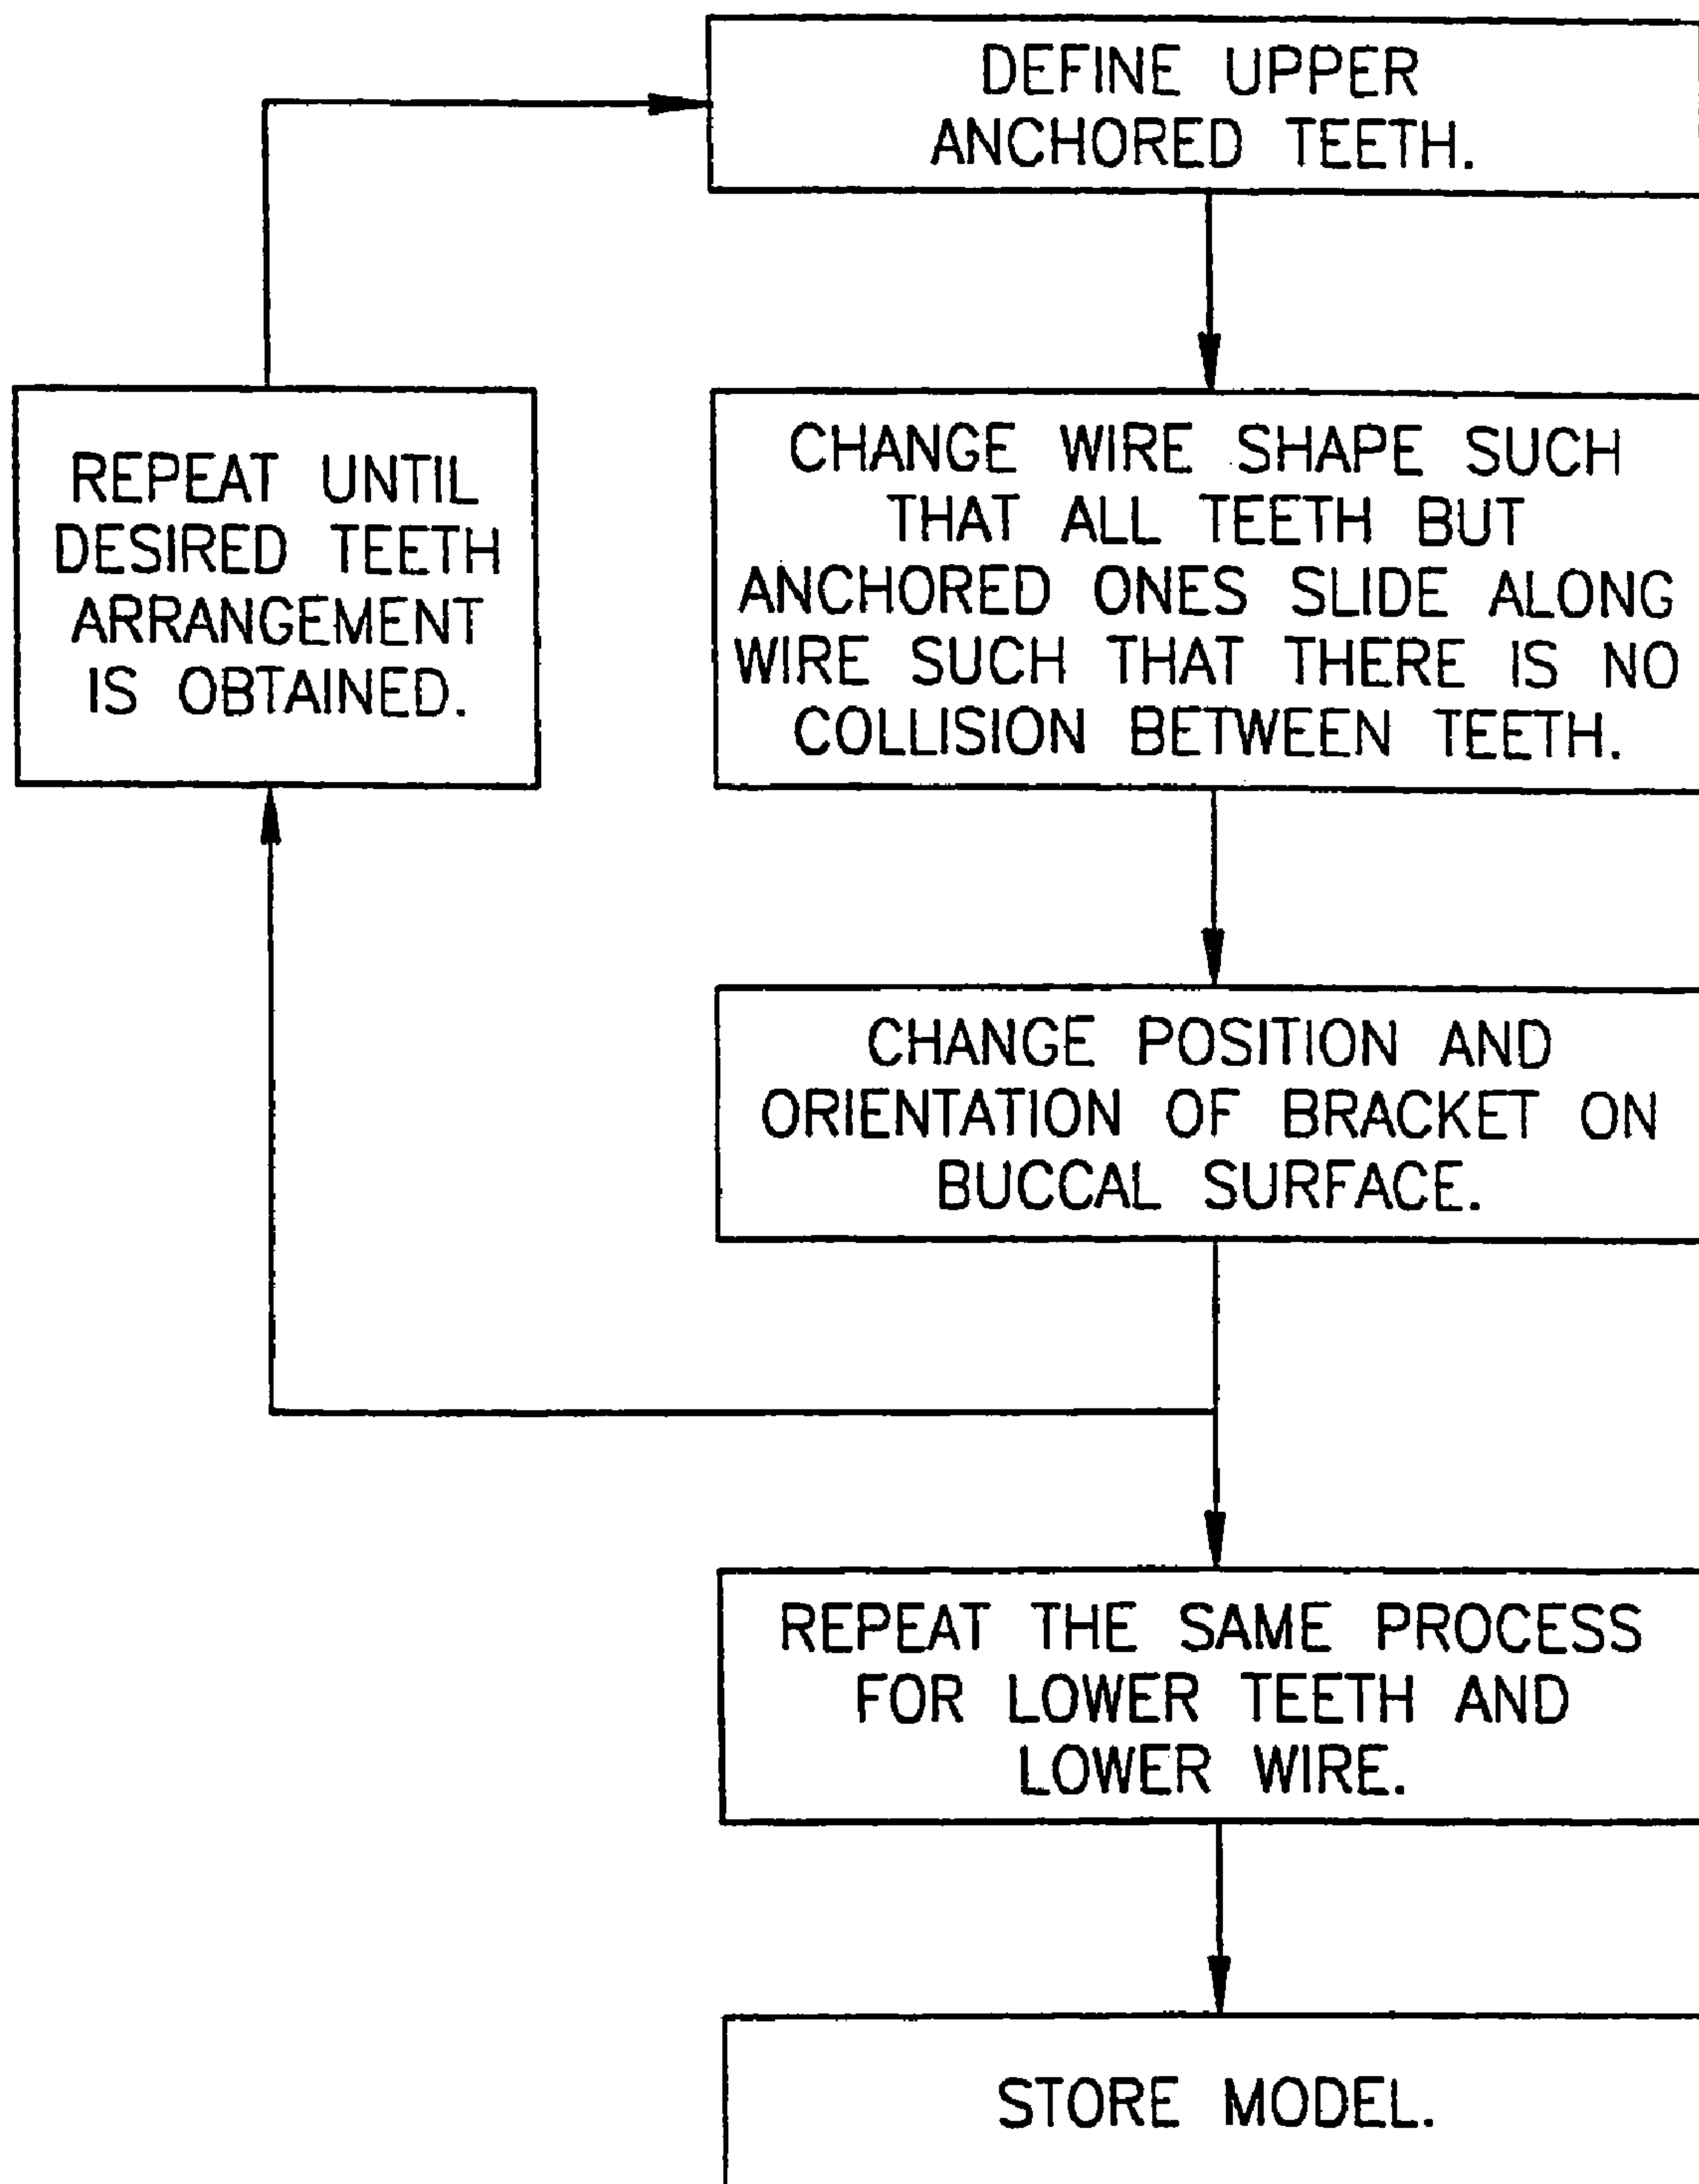 DEFINE UPPER
ANCHORED TEETH.
CHANGE WIRE SHAPE SUCH
THAT ALL TEETH BUT
ANCHORED ONES SLIDE ALONG
WIRE SUCH THAT THERE IS NO
COLLISION BETWEEN TEETH.
REPEAT UNTIL
DESIRED TEETH
ARRANGEMENT
IS OBTAINED.
CHANGE POSITION AND
ORIENTATION OF BRACKET ON
BUCCAL SURFACE.
REPEAT THE SAME PROCESS
FOR LOWER TEETH AND
LOWER WIRE.
STORE MODEL.